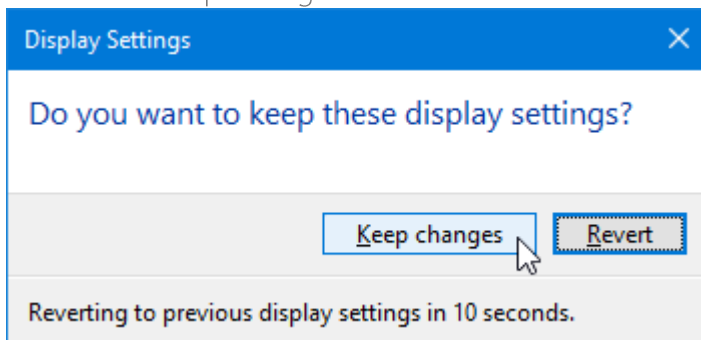 Display Settings
Do you want to keep these display settings?
Keep changes Revert
Reverting to previous display settings in 10 seconds.